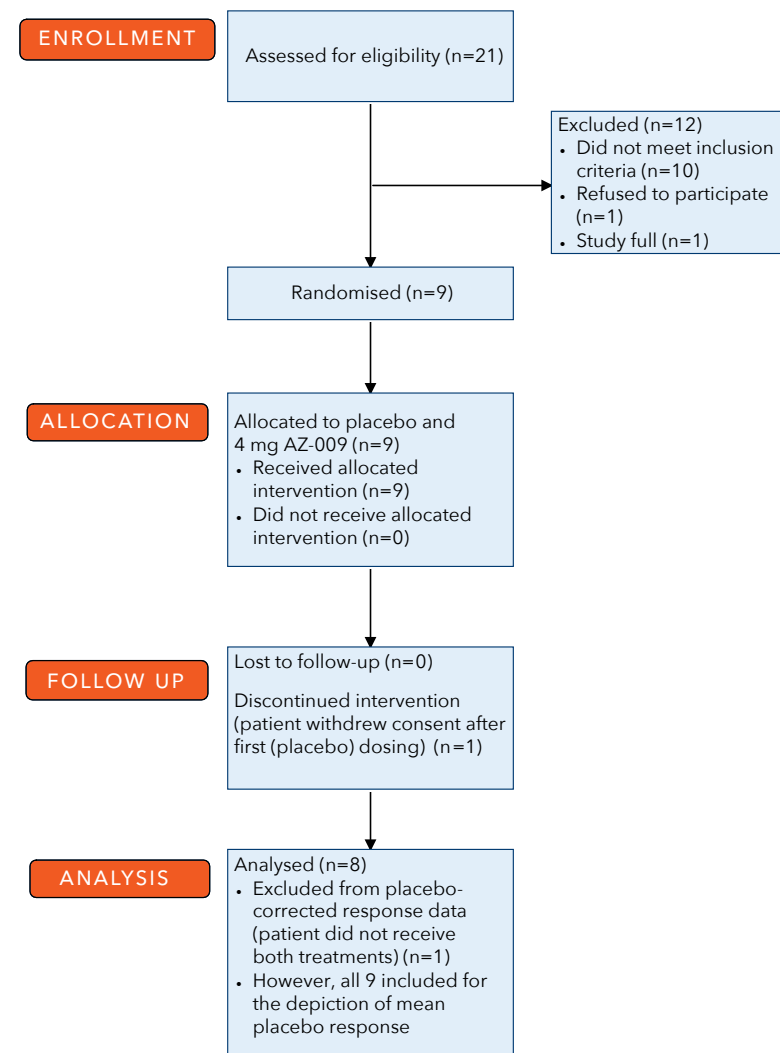 ENROLLMENT
Assessed for eligibility (n=21)
Excluded (n=12)
• Did not meet inclusion
criteria (n=10)
• Refused to participate
(n=1)
• Study full (n=1)
Randomised (n=9)
ALLOCATION
Allocated to placebo and
4 mg AZ-009 (n=9)
• Received allocated
intervention (n=9)
• Did not receive allocated
intervention (n=0)
FOLLOW UP
Lost to follow-up (n=0)
Discontinued intervention
(patient withdrew consent after
first (placebo) dosing) (n=1)
ANALYSIS
Analysed (n=8)
• Excluded from placebo-
corrected response data
(patient did not receive
both treatments) (n=1)
• However, all 9 included for
the depiction of mean
placebo response